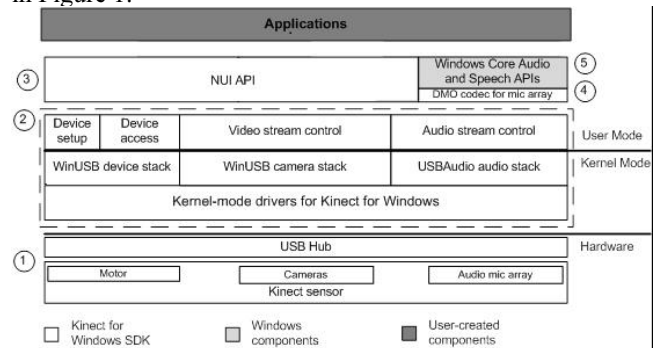 in Figure 1.
Applications
3
NUI API
Windows Core Audio
and Speech APIs
5
DMO codec for mic array
4
2
Device
setup
Device
access
Video stream control
Audio stream control
User Mode
WinUSB device stack
WinUSB camera stack
USBAudio audio stack
Kernel Mode
Kernel-mode drivers for Kinect for Windows
1
USB Hub
Hardware
Motor
Cameras
Audio mic array
Kinect sensor
Kinect for
Windows SDK
Windows
components
User-created
components